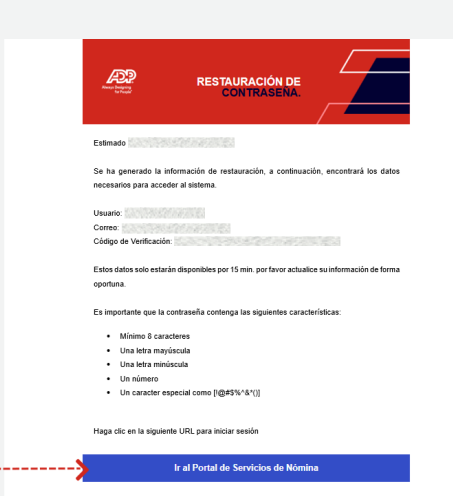 ADP
Always Designing
for People
RESTAURACIÓN DE
CONTRASEÑA.
Estimado
Se ha generado la información de restauración, a continuación, encontrará los datos
necesarios para acceder al sistema.
Usuario:
Correo:
Código de Verificación:
Estos datos solo estarán disponibles por 15 min. por favor actualice su información de forma
oportuna.
Es importante que la contraseña contenga las siguientes características:
• Mínimo 8 caracteres
• Una letra mayúscula
• Una letra minúscula
• Un número
• Un caracter especial como [!@#$%^&*()]
Haga clic en la siguiente URL para iniciar sesión
Ir al Portal de Servicios de Nómina